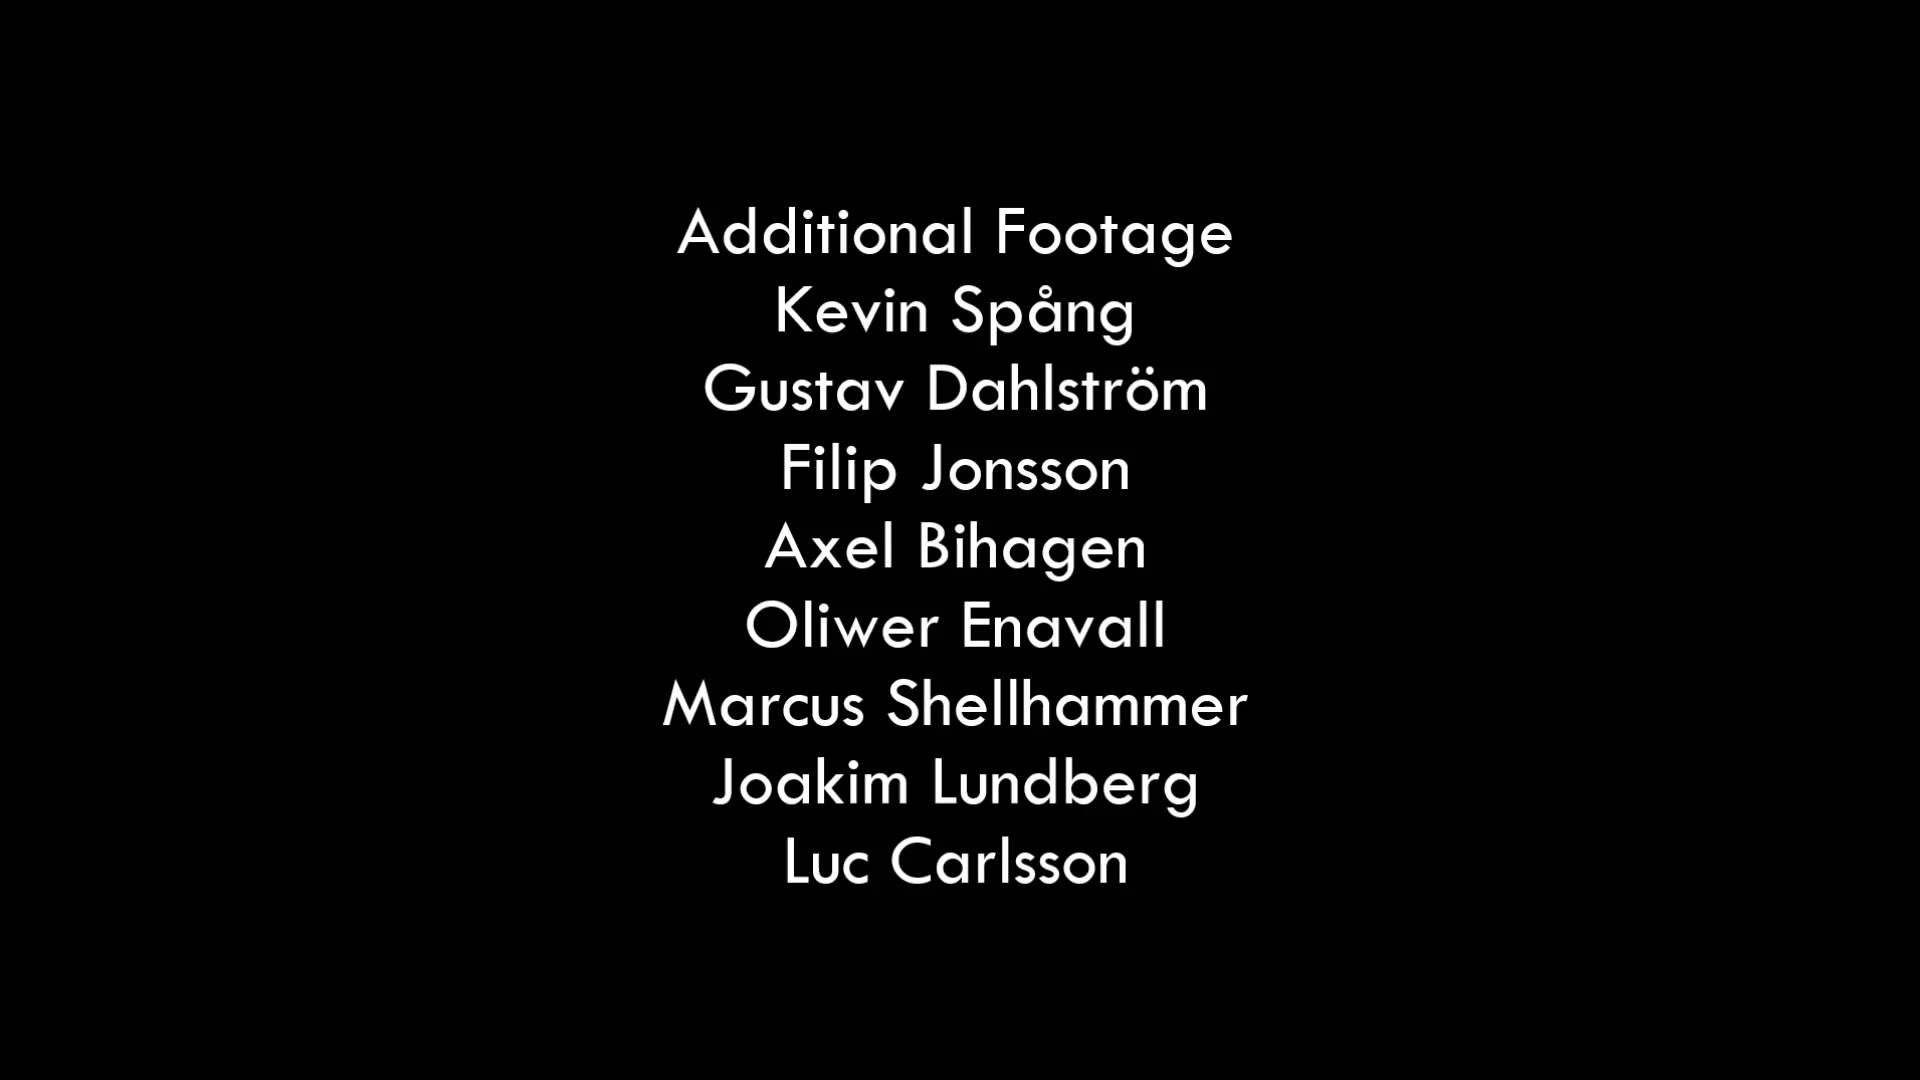 Additional Footage
Kevin Spång
Gustav Dahlström
Filip Jonsson
Axel Bihagen
Oliwer Enavall
Marcus Shellhammer
Joakim Lundberg
Luc Carlsson